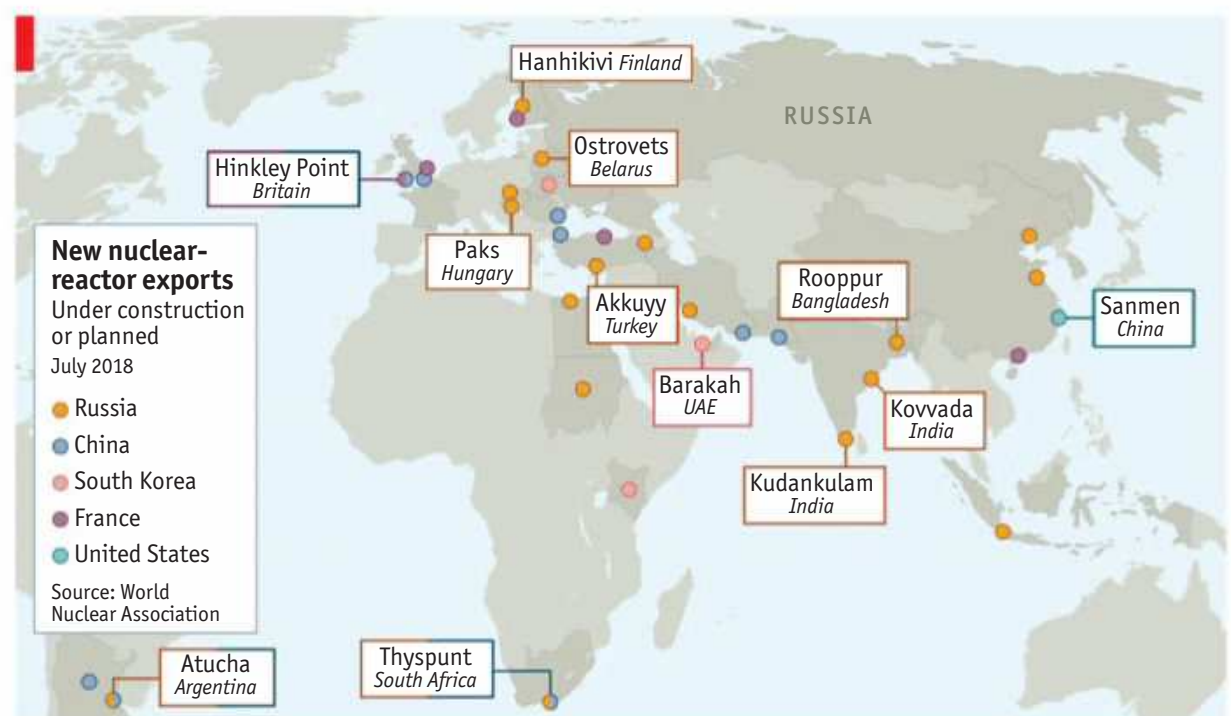 Hanhikivi Finland
RUSSIA
Ostrovets
Belarus
Hinkley Point
Britain
New nuclear-
reactor exports
Under construction
or planned
July 2018
Russia
China
South Korea
France
United States
Source: World
Nuclear Association
Paks
Hungary
Akkuyy
Turkey
Rooppur
Bangladesh
Sanmen
China
Barakah
UAE
Kovvada
India
Kudankulam
India
Atucha
Argentina
Thyspunt
South Africa